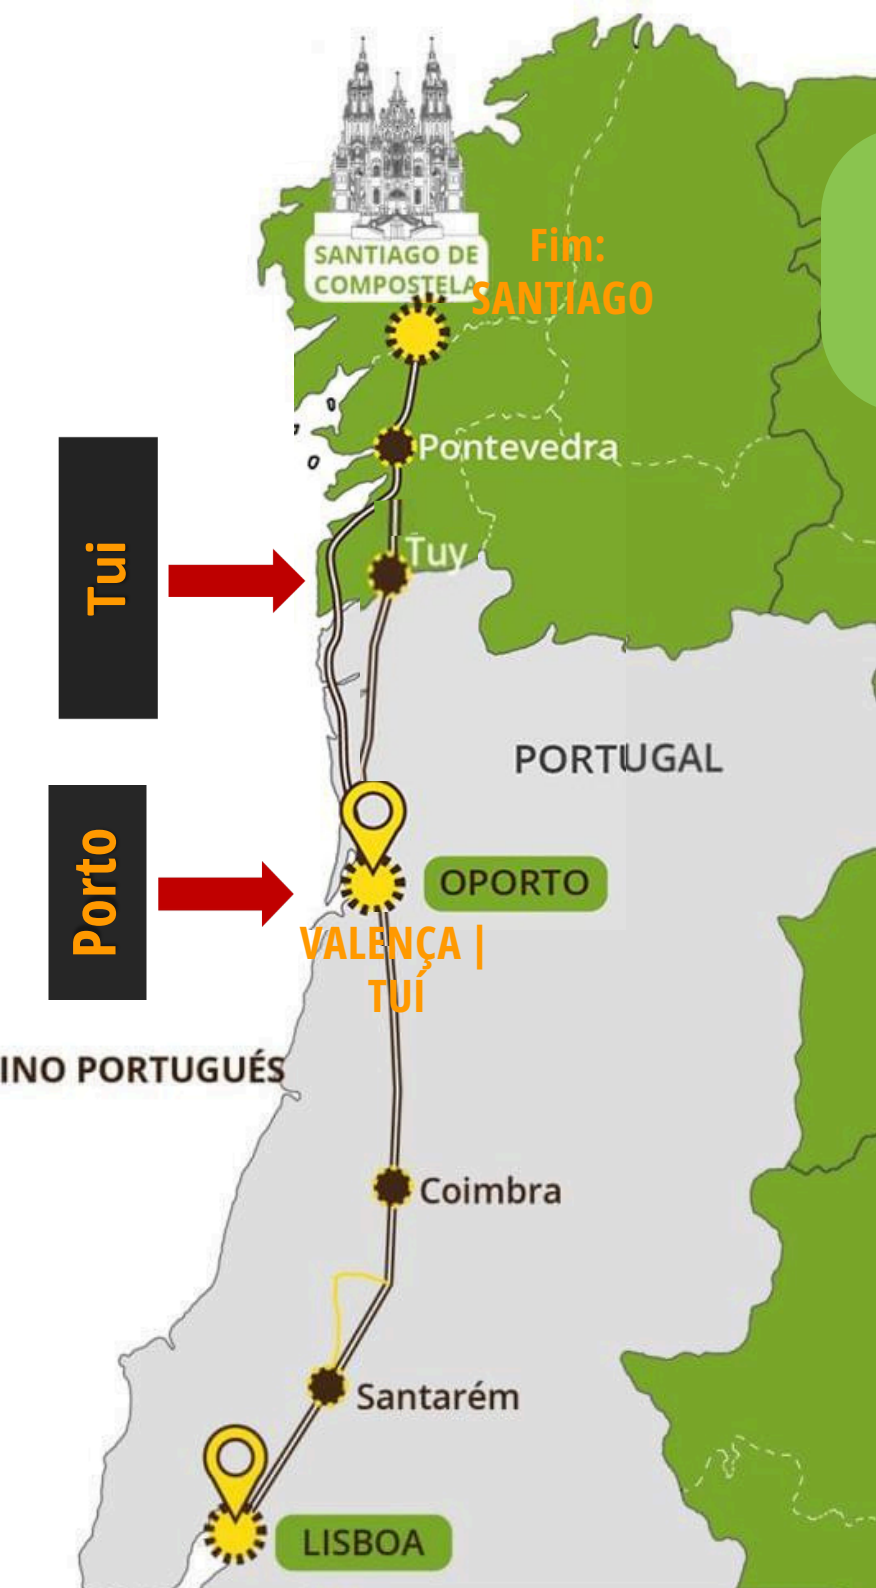 SANTIAGO DE
COMPOSTELA
Fim:
SANTIAGO
Pontevedra
Tuy
Tui
PORTUGAL
Porto
OPORTO
VALENÇA |
TUÍ
INO PORTUGUÉS
Coimbra
Santarém
LISBOA